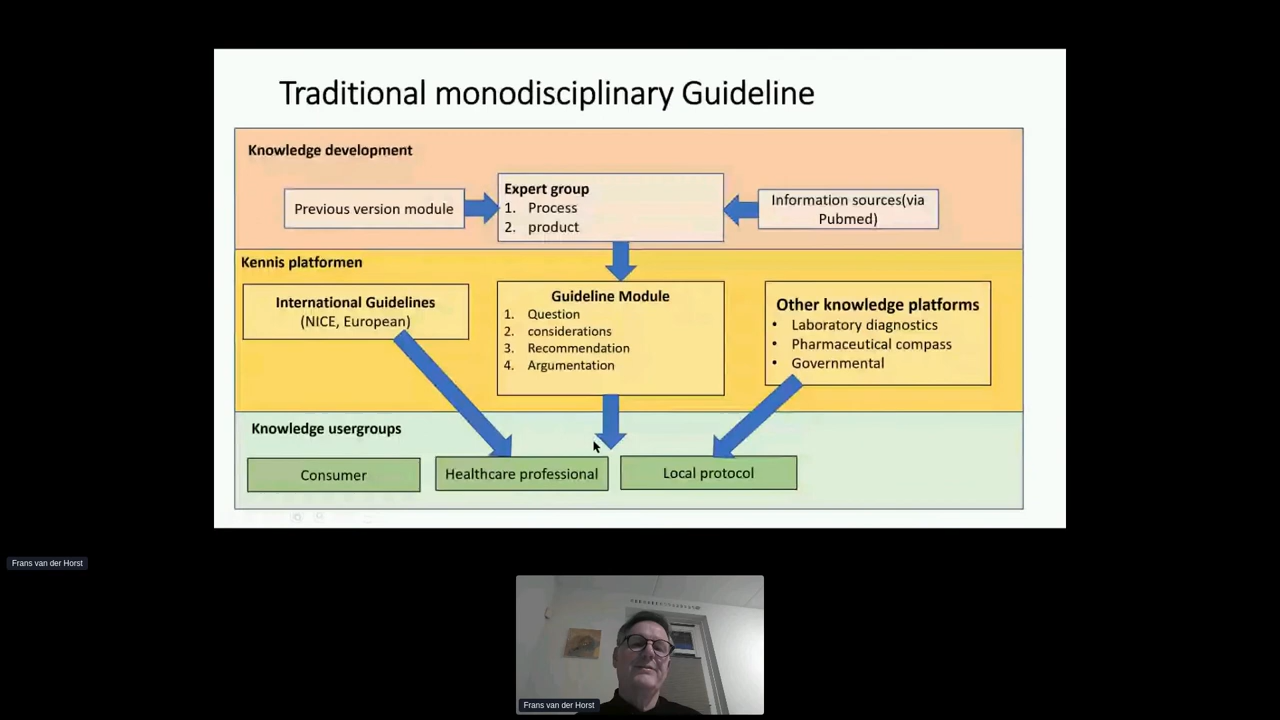 Traditional monodisciplinary Guideline
Knowledge development
Previous version module
Expert group
1. Process
2. product
Information sources(via
Pubmed)
Kennis platformen
International Guidelines
(NICE, European)
Guideline Module
1. Question
2. considerations
3. Recommendation
4. Argumentation
Other knowledge platforms
• Laboratory diagnostics
• Pharmaceutical compass
• Governmental
Knowledge usergroups
Consumer
Healthcare professional
Local protocol
Frans van der Horst
Frans van der Horst